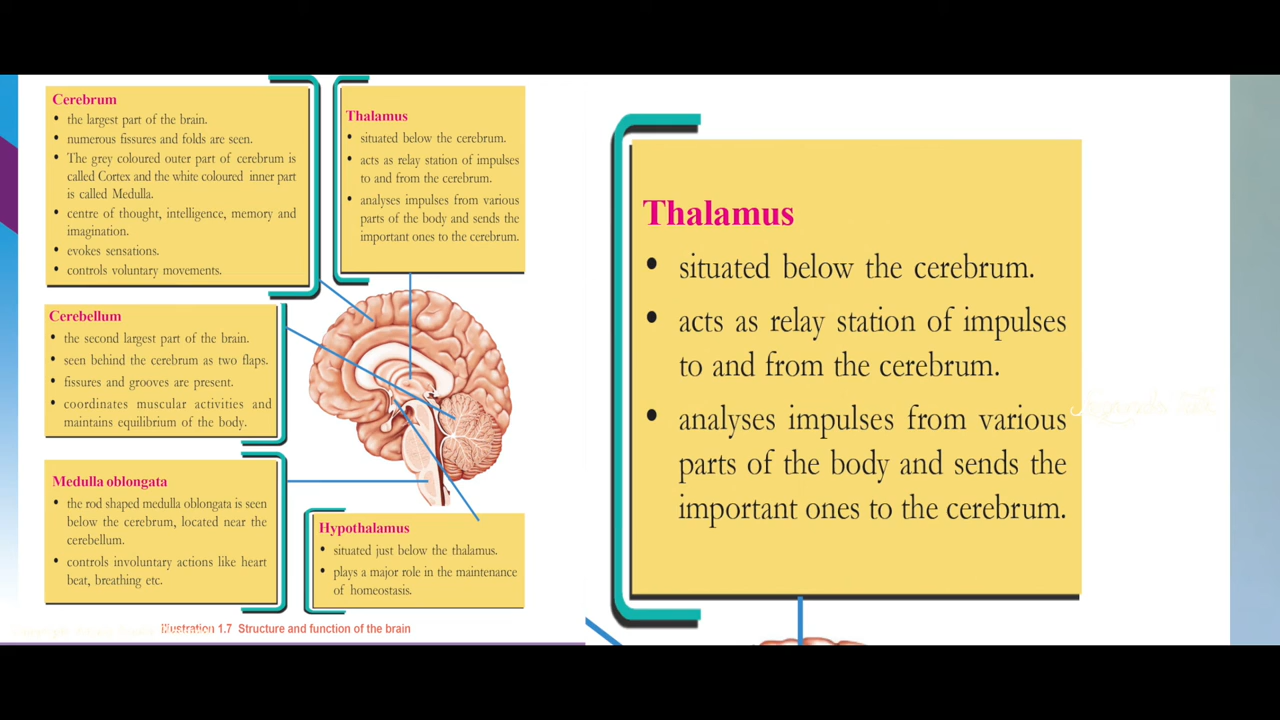 Cerebrum
• the largest part of the brain.
• numerous fissures and folds are seen.
• The grey coloured outer part of cerebrum is
called Cortex and the white coloured inner part
is called Medulla.
• centre of thought, intelligence, memory and
imagination.
• evokes sensations.
• controls voluntary movements.
Thalamus
• situated below the cerebrum.
• acts as relay station of impulses
to and from the cerebrum.
• analyses impulses from various
parts of the body and sends the
important ones to the cerebrum.
Cerebellum
• the second largest part of the brain.
• seen behind the cerebrum as two flaps.
• fissures and grooves are present.
• coordinates muscular activities and
maintains equilibrium of the body.
Medulla oblongata
• the rod shaped medulla oblongata is seen
below the cerebrum, located near the
cerebellum.
• controls involuntary actions like heart
beat, breathing etc.
Hypothalamus
• situated just below the thalamus.
• plays a major role in the maintenance
of homeostasis.
Illustration 1.7 Structure and function of the brain
Thalamus
• situated below the cerebrum.
• acts as relay station of impulses
to and from the cerebrum.
• analyses impulses from various
parts of the body and sends the
important ones to the cerebrum.